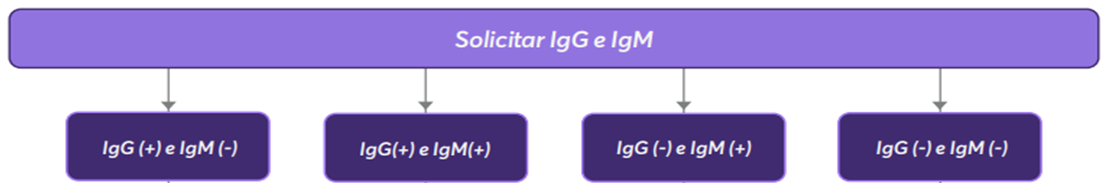 Solicitar IgG e IgM
IgG (+) e IgM (-)
IgG(+) e IgM(+)
IgG (-) e IgM (+)
IgG (-) e IgM (-)